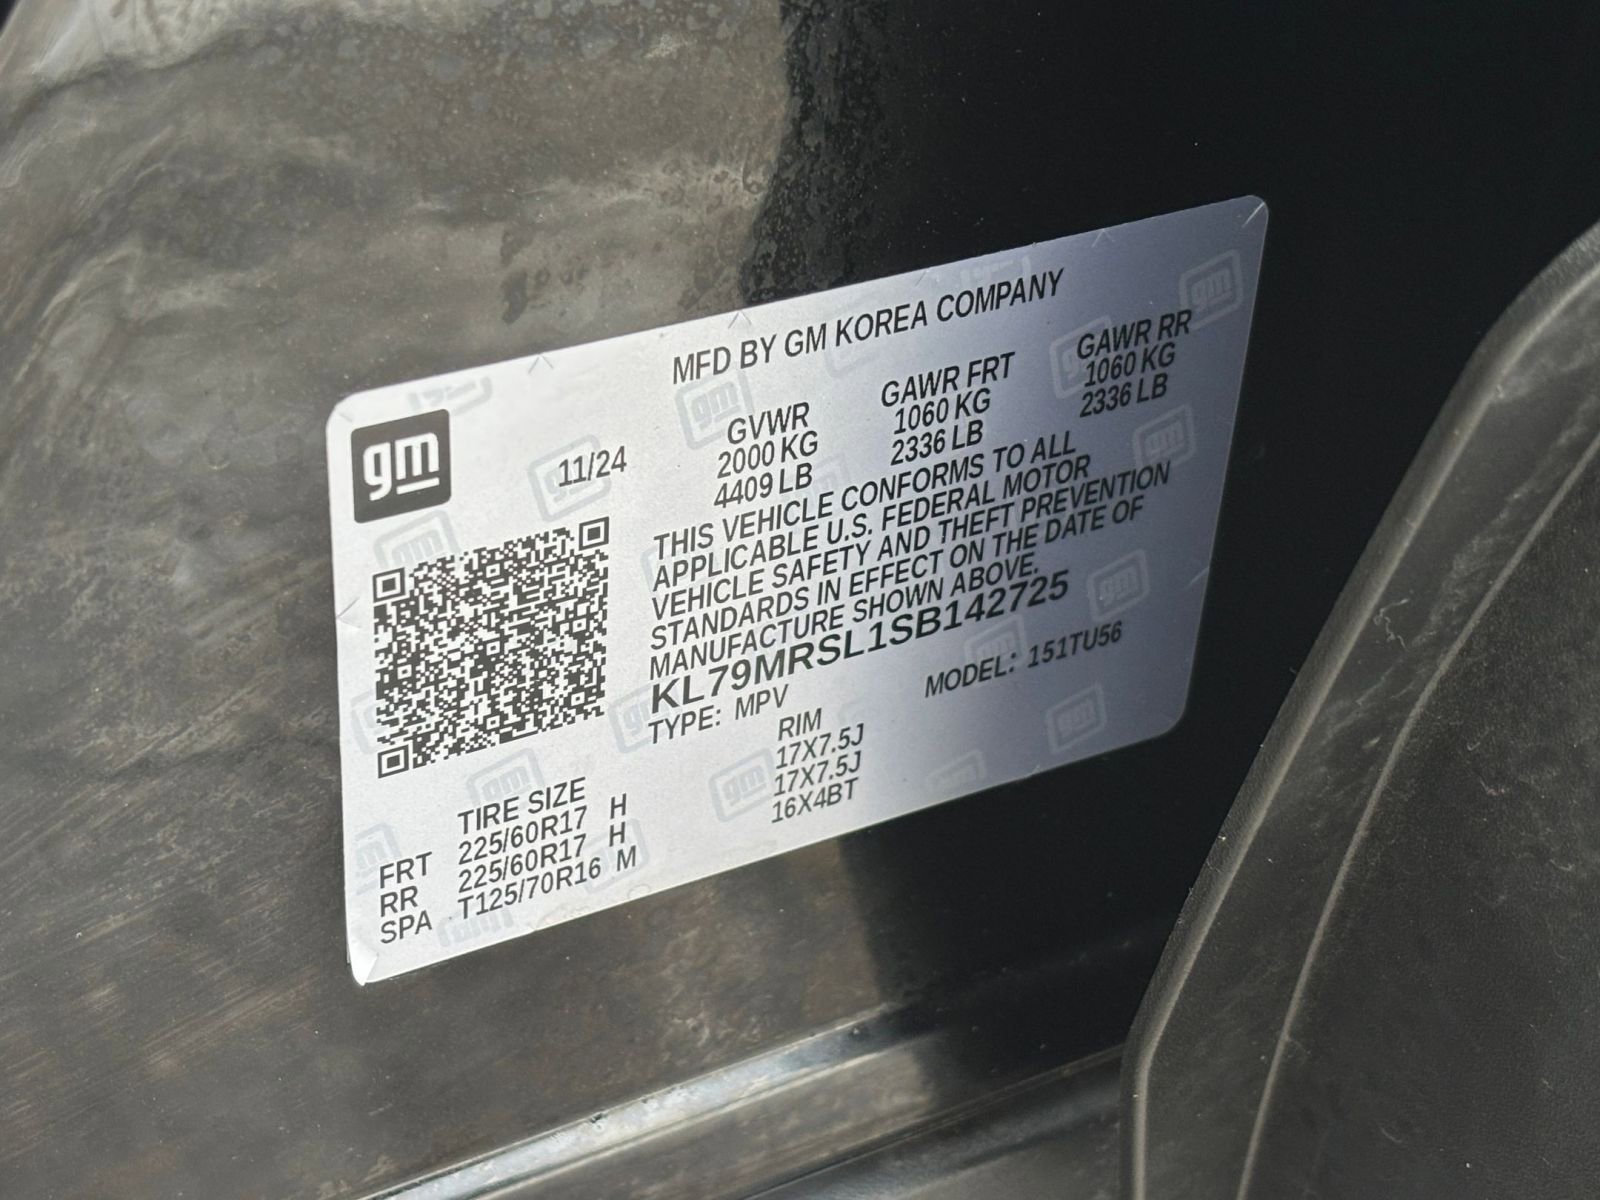 MFD BY GM KOREA COMPANY
gm
11/24
GVWR GAWR FRT GAWR RR
2000 KG 1060 KG 1060 KG
4409 LB 2336 LB 2336 LB
THIS VEHICLE CONFORMS TO ALL
APPLICABLE U.S. FEDERAL MOTOR
VEHICLE SAFETY AND THEFT PREVENTION
STANDARDS IN EFFECT ON THE DATE OF
MANUFACTURE SHOWN ABOVE.
KL79MRSL1SB142725
TYPE: MPV MODEL: 151TU56
TIRE SIZE RIM
FRT 225/60R17 H 17X7.5J
RR 225/60R17 H 17X7.5J
SPA T125/70R16 M 16X4BT